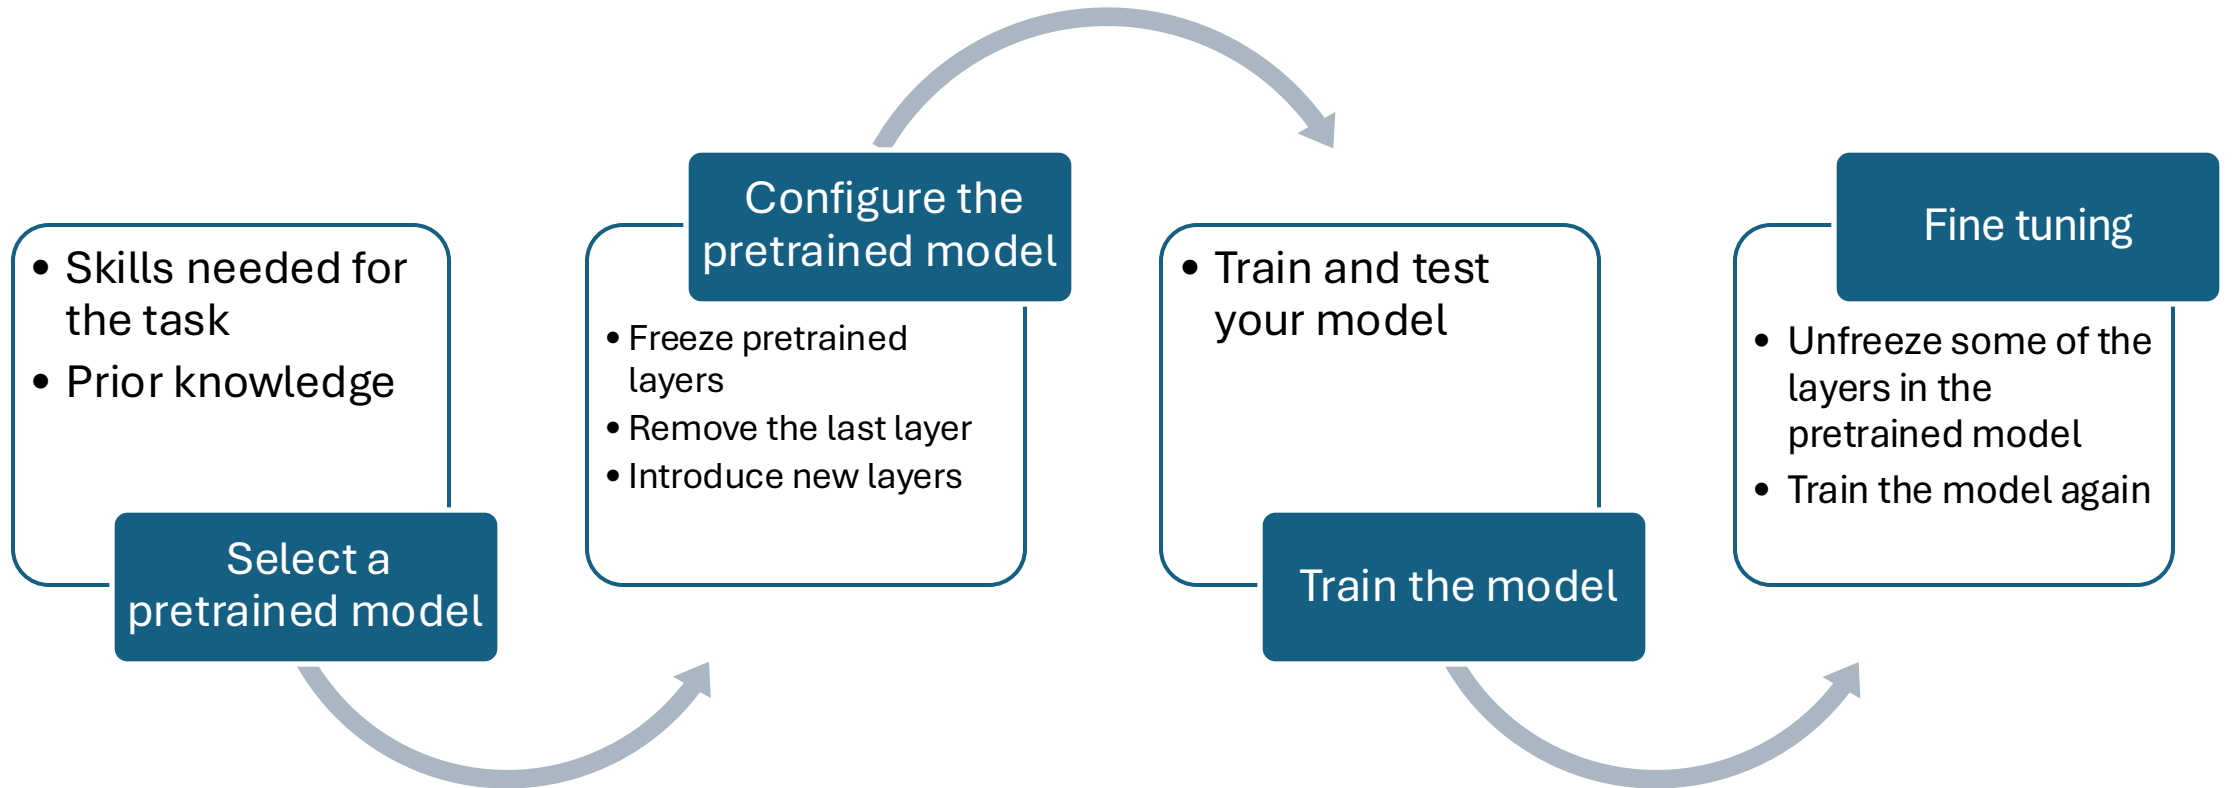 • Skills needed for
the task
• Prior knowledge
Select a
pretrained model
Configure the
pretrained model
• Freeze pretrained
layers
• Remove the last layer
• Introduce new layers
• Train and test
your model
Train the model
Fine tuning
• Unfreeze some of the
layers in the
pretrained model
• Train the model again